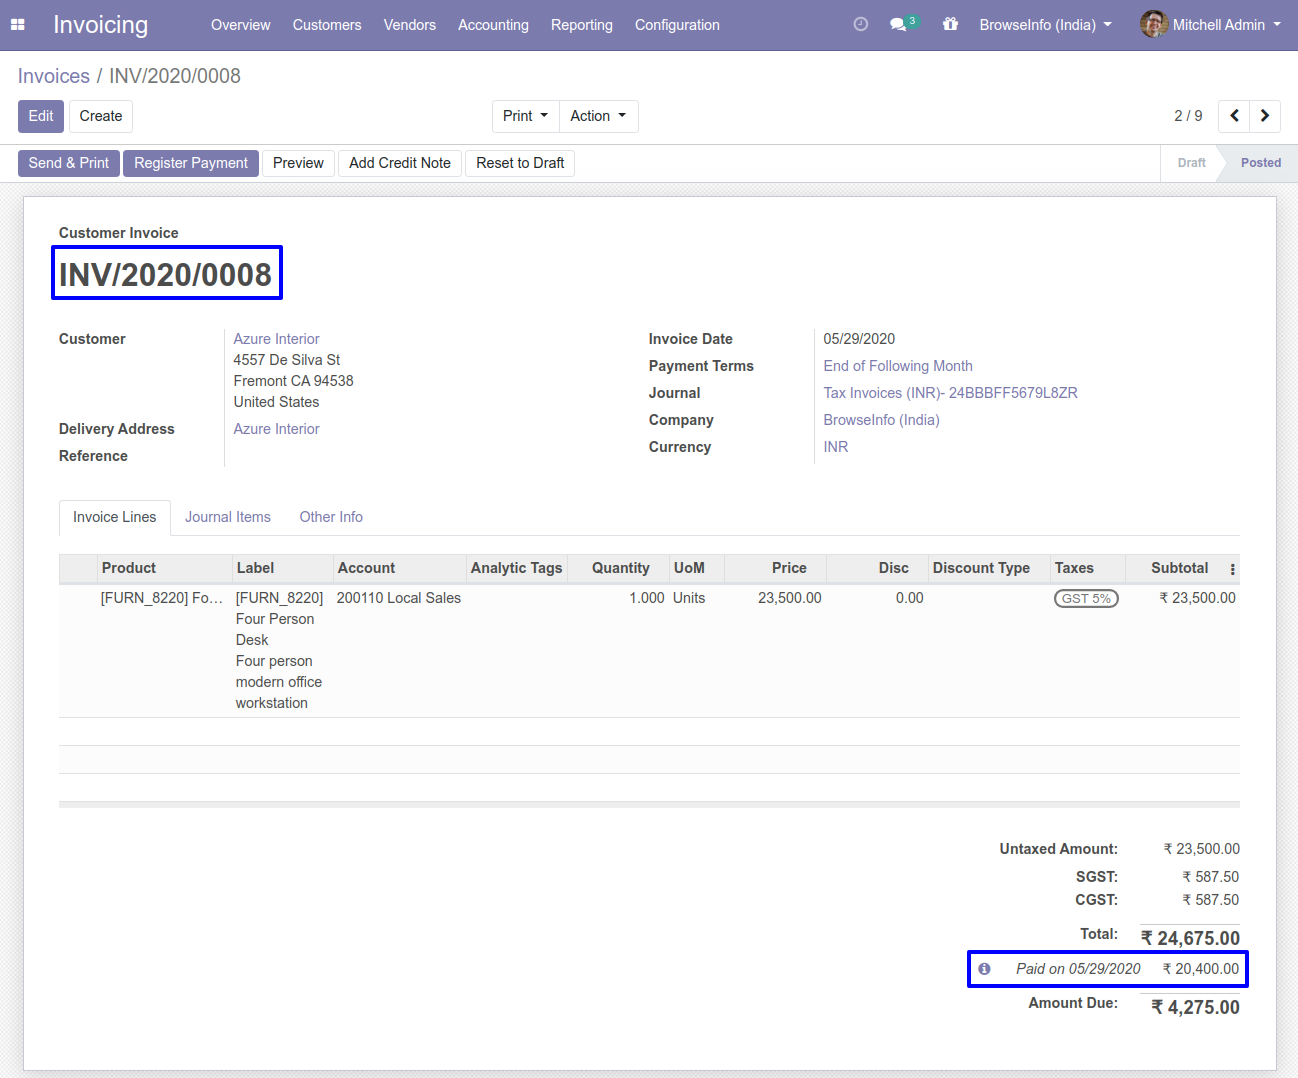 Invoicing Overview Customers Vendors Accounting Reporting Configuration 3 BrowseInfo (India) Mitchell Admin
Invoices / INV/2020/0008
Edit Create Print Action 2 / 9
Send & Print Register Payment Preview Add Credit Note Reset to Draft Draft Posted
Customer Invoice
INV/2020/0008
Customer Azure Interior
4557 De Silva St
Fremont CA 94538
United States
Delivery Address Azure Interior
Reference
Invoice Date 05/29/2020
Payment Terms End of Following Month
Journal Tax Invoices (INR)- 24BBBFF5679L8ZR
Company BrowseInfo (India)
Currency INR
Invoice Lines Journal Items Other Info
Product Label Account Analytic Tags Quantity UoM Price Disc Discount Type Taxes Subtotal
[FURN_8220] Fo… [FURN_8220] 200110 Local Sales 1.000 Units 23,500.00 0.00 GST 5% ₹ 23,500.00
Four Person
Desk
Four person
modern office
workstation
Untaxed Amount: ₹ 23,500.00
SGST: ₹ 587.50
CGST: ₹ 587.50
Total: ₹ 24,675.00
Paid on 05/29/2020 ₹ 20,400.00
Amount Due: ₹ 4,275.00